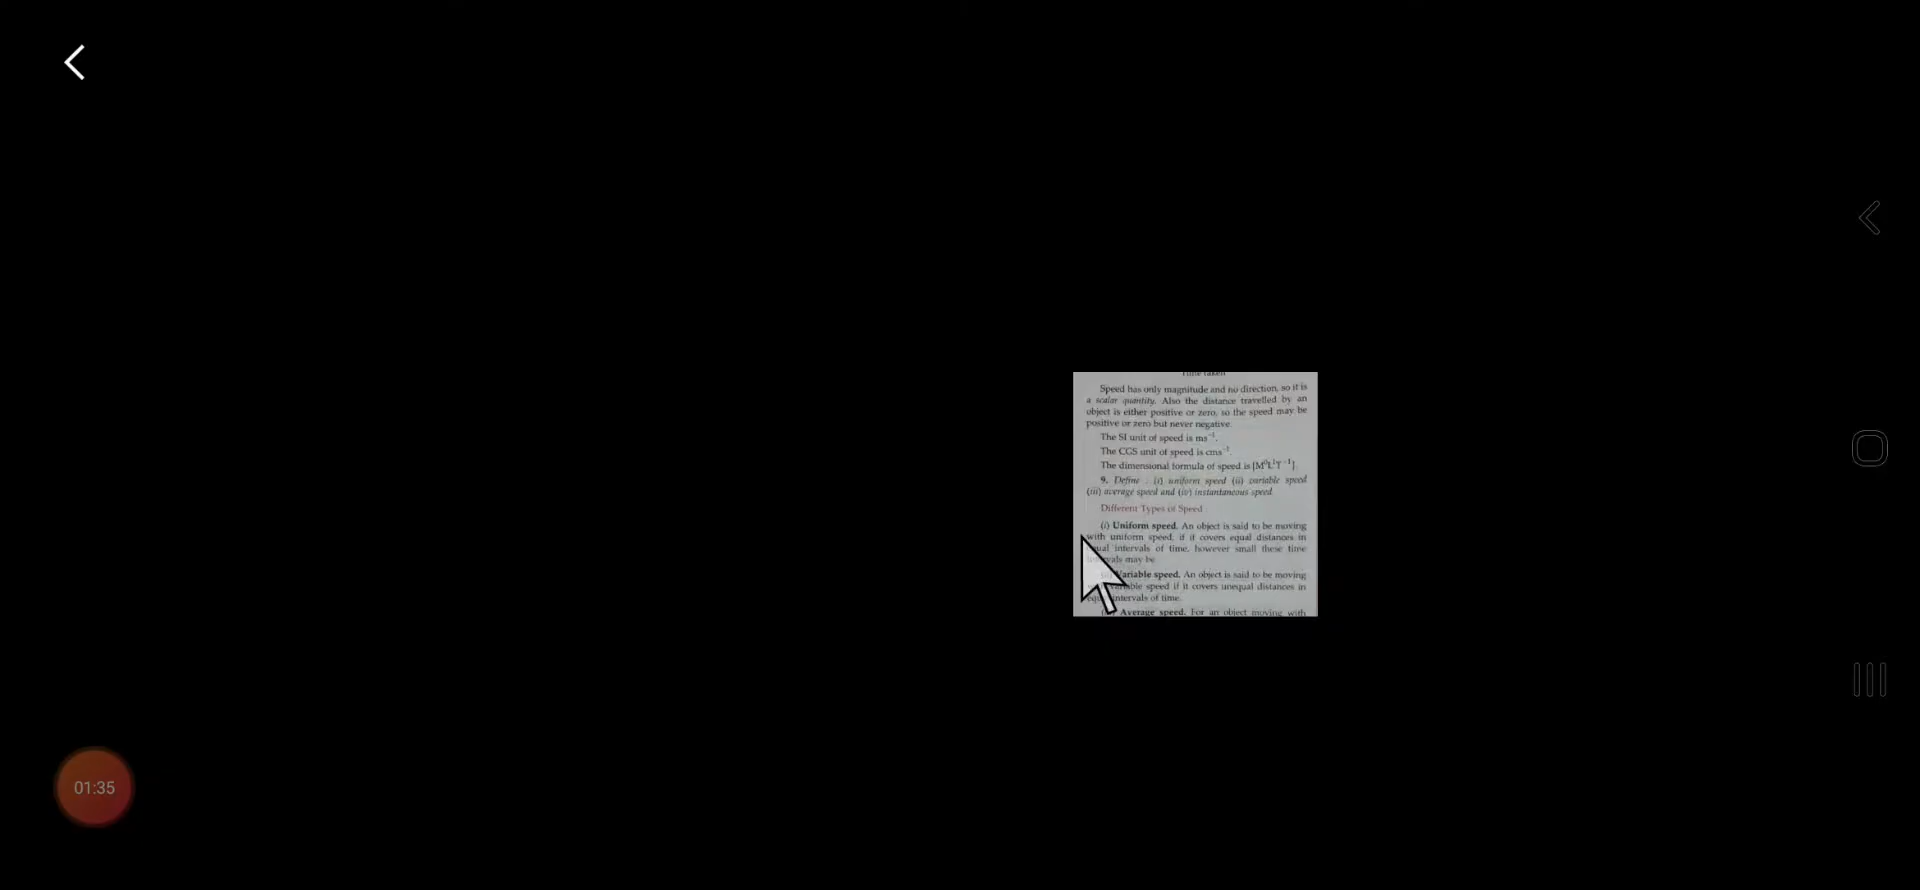 Time taken
Speed has only magnitude and no direction, so it is
a scalar quantity. Also the distance travelled by an
object is either positive or zero, so the speed may be
positive or zero but never negative.
The SI unit of speed is ms⁻¹.
The CGS unit of speed is cms⁻¹.
The dimensional formula of speed is [M⁰L¹T⁻¹].
9. Define : (i) uniform speed (ii) variable speed
(iii) average speed and (iv) instantaneous speed.
Different Types of Speed
(i) Uniform speed. An object is said to be moving
with uniform speed, if it covers equal distances in
intervals of time, however small these time
may be.
Variable speed. An object is said to be moving
speed if it covers unequal distances in
intervals of time.
Average speed. For an object moving with
01:35